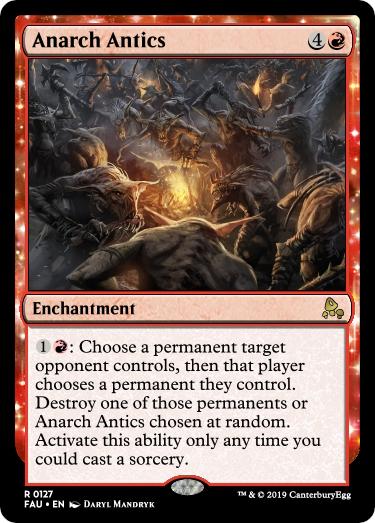 Anarch Antics 4
Enchantment
1 : Choose a permanent target
opponent controls, then that player
chooses a permanent they control.
Destroy one of those permanents or
Anarch Antics chosen at random.
Activate this ability only any time you
could cast a sorcery.
R 0127
FAU • EN DARYL MANDRYK
™ & © 2019 CanterburyEgg